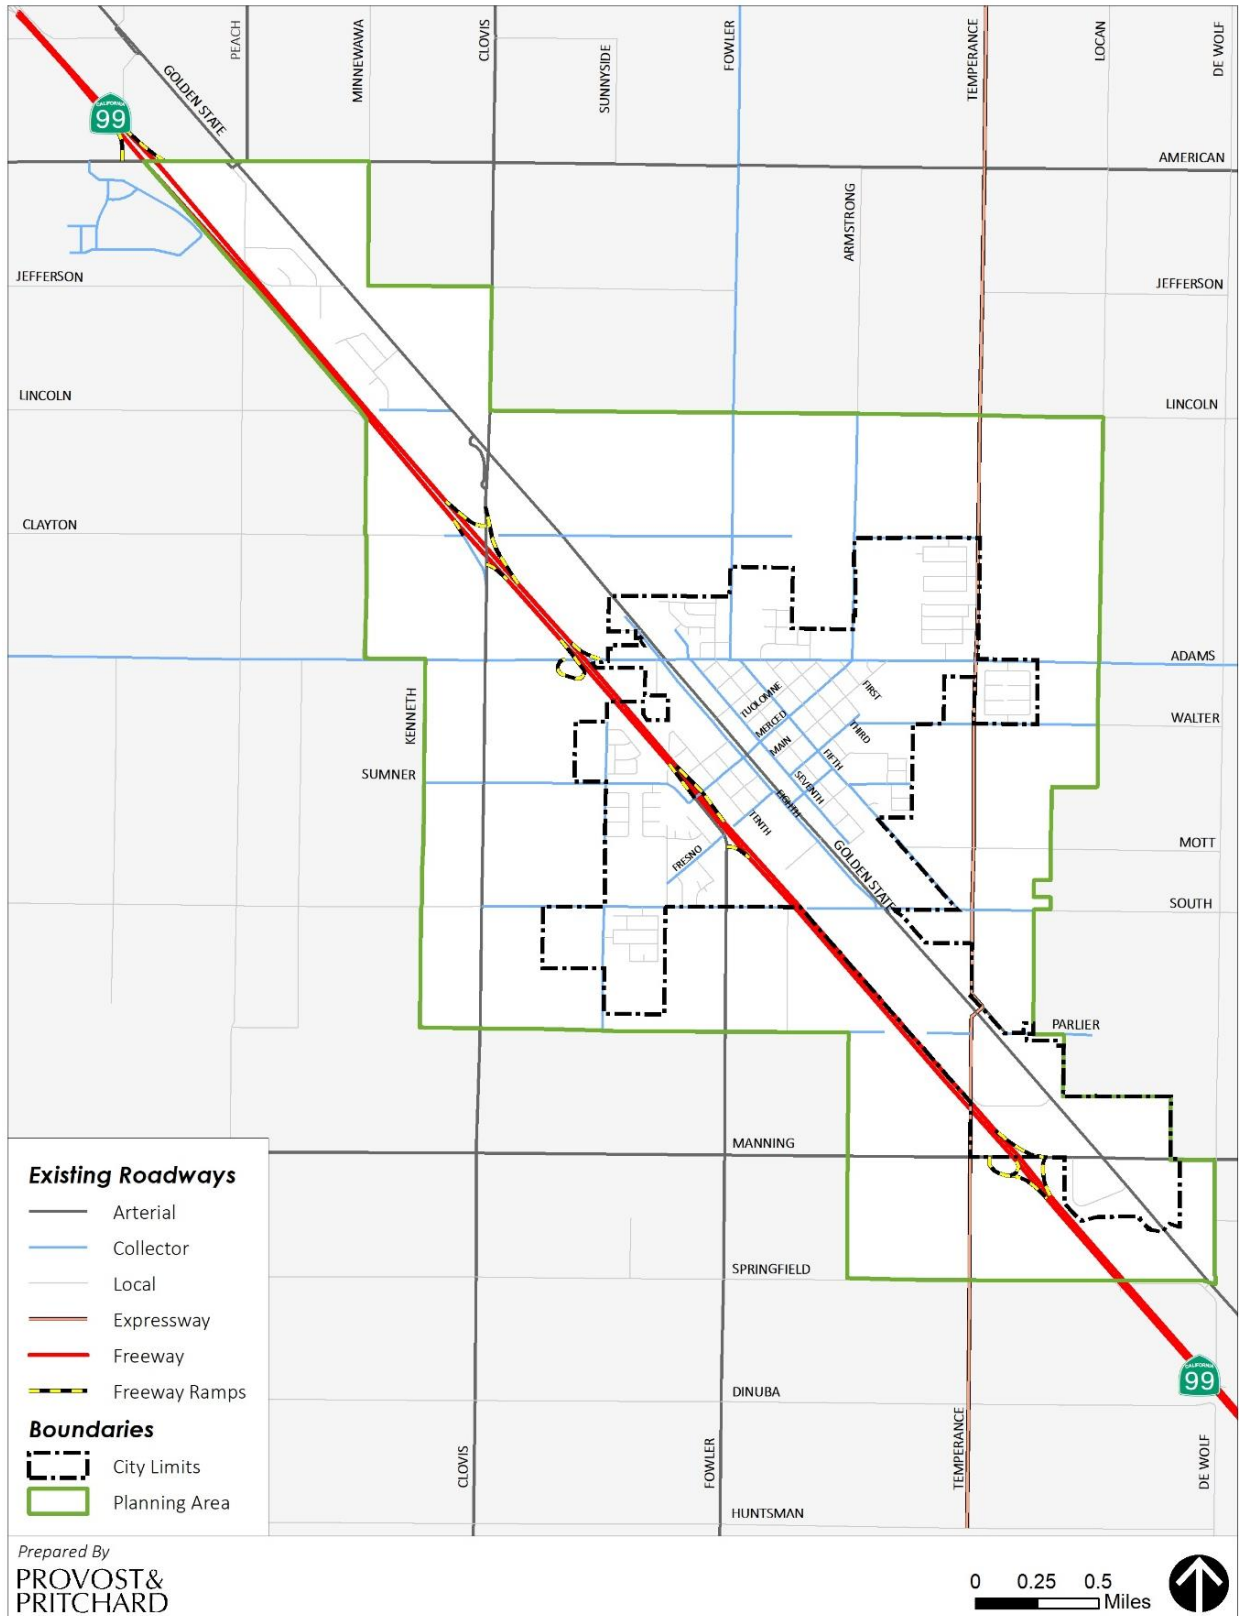 PEACH
MINNEWAWA
CLOVIS
SUNNYSIDE
FOWLER
TEMPERANCE
LOCAN
DE WOLF
GOLDEN STATE
CALIFORNIA
99
AMERICAN
ARMSTRONG
JEFFERSON
JEFFERSON
LINCOLN
LINCOLN
CLAYTON
ADAMS
KENNETH
TUOLOMNE
FIRST
MERCED
WALTER
MAIN
THIRD
FIFTH
SUMNER
SEVENTH
EIGHTH
TENTH
MOTT
FRESNO
GOLDEN STATE
SOUTH
PARLIER
MANNING
SPRINGFIELD
CALIFORNIA
99
DINUBA
CLOVIS
FOWLER
TEMPERANCE
DE WOLF
HUNTSMAN
Existing Roadways
Arterial
Collector
Local
Expressway
Freeway
Freeway Ramps
Boundaries
City Limits
Planning Area
Prepared By
PROVOST&
PRITCHARD
0 0.25 0.5
Miles